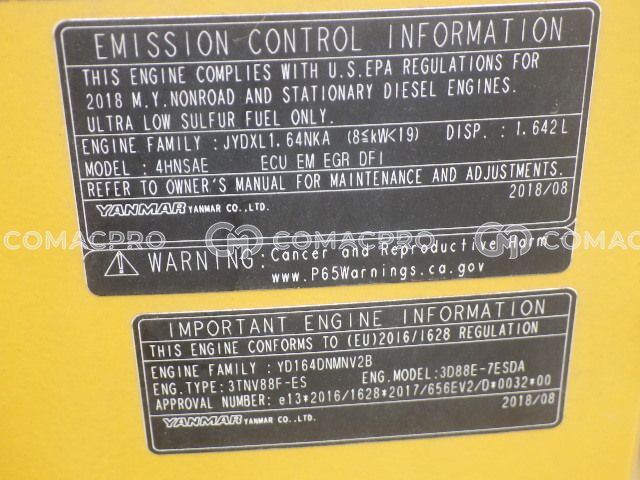 EMISSION CONTROL INFORMATION
THIS ENGINE COMPLIES WITH U.S.EPA REGULATIONS FOR
2018 M.Y.NONROAD AND STATIONARY DIESEL ENGINES.
ULTRA LOW SULFUR FUEL ONLY.
ENGINE FAMILY : JYDXL1.64NKA (8≦kW<19) DISP. : 1.642L
MODEL : 4HNSAE ECU EM EGR DFI
REFER TO OWNER'S MANUAL FOR MAINTENANCE AND ADJUSTMENTS.
2018/08
YANMAR YANMAR CO.,LTD.
COMACPRO COMACPRO COMACPRO
⚠ WARNING:Cancer and Reproductive Harm
www.P65Warnings.ca.gov
IMPORTANT ENGINE INFORMATION
THIS ENGINE CONFORMS TO (EU)2016/1628 REGULATION
ENGINE FAMILY : YD164DNMNV2B
ENG.TYPE: 3TNV88F-ES ENG.MODEL: 3D88E-7ESDA
APPROVAL NUMBER: e13*2016/1628*2017/656EV2/D*0032*00
2018/08
YANMAR YANMAR CO.,LTD.